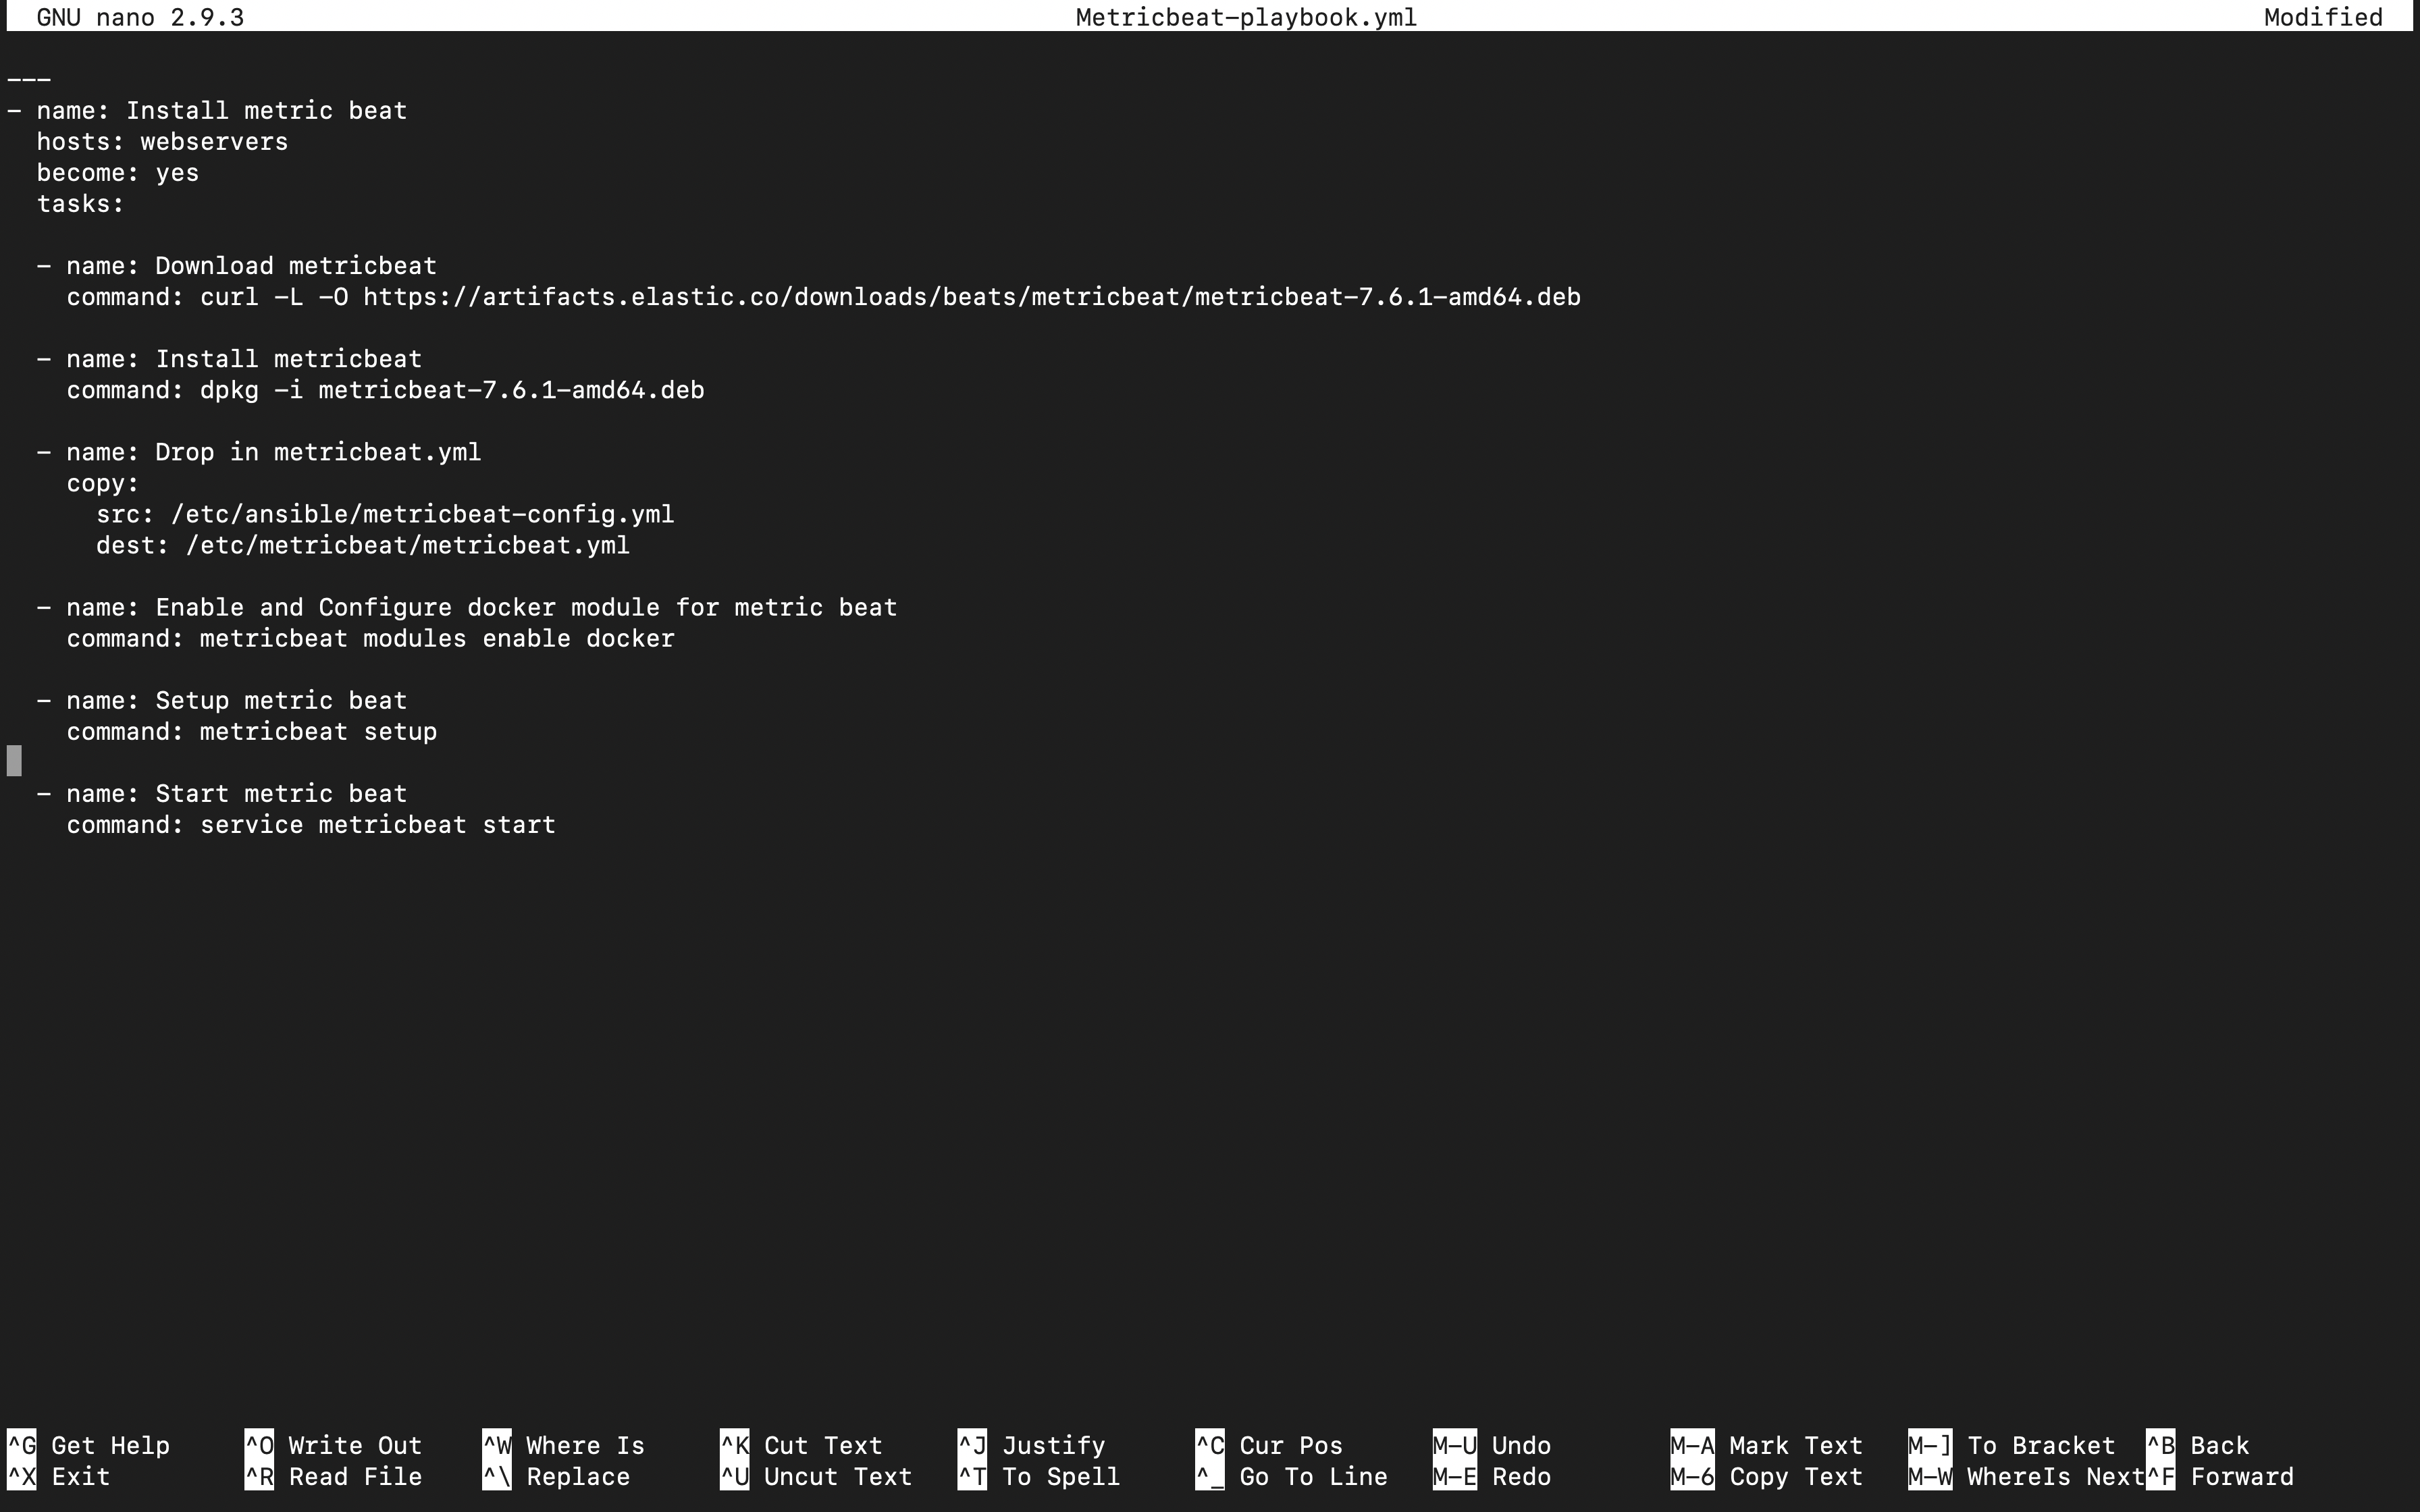 GNU nano 2.9.3 Metricbeat-playbook.yml Modified
---
- name: Install metric beat
  hosts: webservers
  become: yes
  tasks:
  - name: Download metricbeat
    command: curl -L -O https://artifacts.elastic.co/downloads/beats/metricbeat/metricbeat-7.6.1-amd64.deb
  - name: Install metricbeat
    command: dpkg -i metricbeat-7.6.1-amd64.deb
  - name: Drop in metricbeat.yml
    copy:
      src: /etc/ansible/metricbeat-config.yml
      dest: /etc/metricbeat/metricbeat.yml
  - name: Enable and Configure docker module for metric beat
    command: metricbeat modules enable docker
  - name: Setup metric beat
    command: metricbeat setup
  - name: Start metric beat
    command: service metricbeat start
^G Get Help ^O Write Out ^W Where Is ^K Cut Text ^J Justify ^C Cur Pos M-U Undo M-A Mark Text M-] To Bracket ^B Back
^X Exit ^R Read File ^\ Replace ^U Uncut Text ^T To Spell ^_ Go To Line M-E Redo M-6 Copy Text M-W WhereIs Next ^F Forward